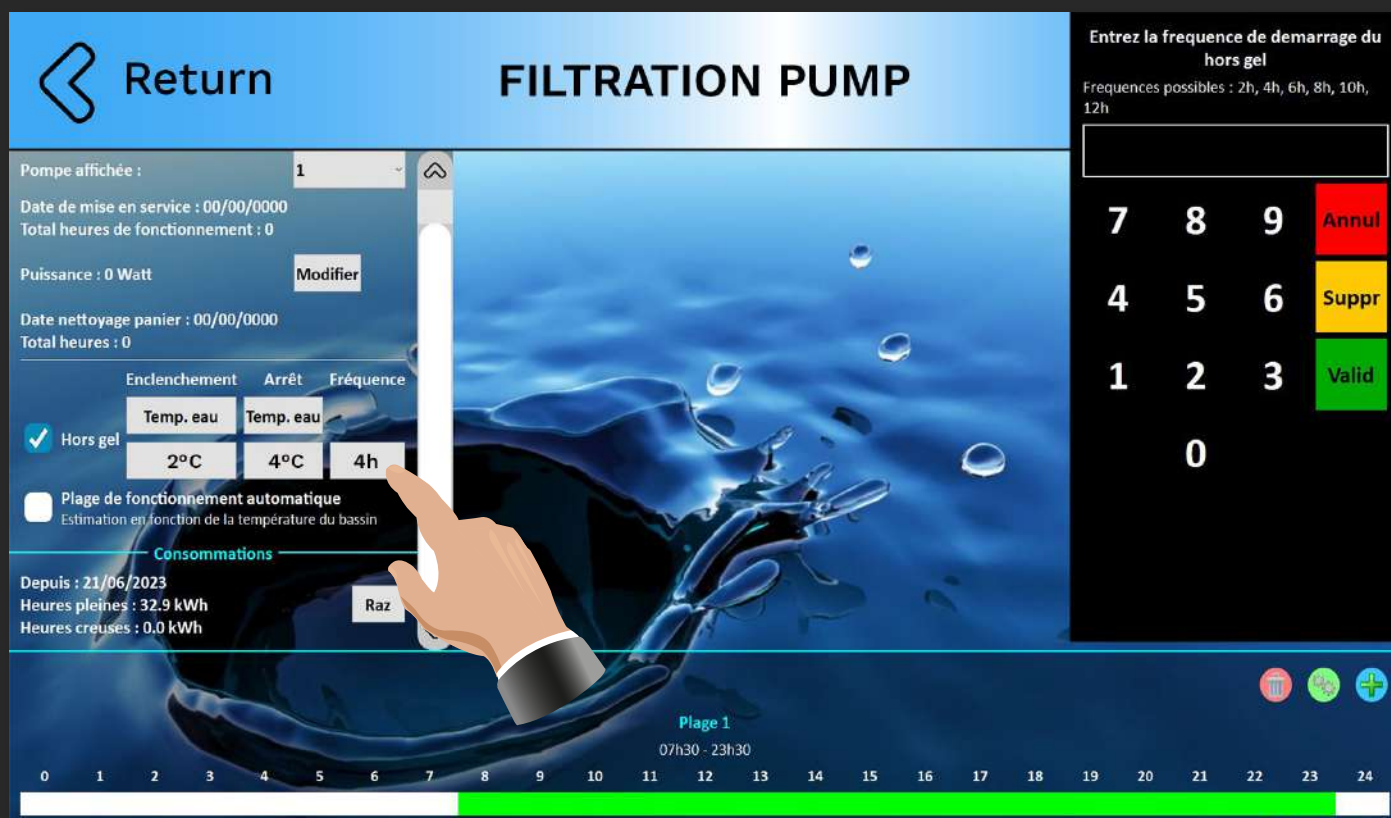 Return
FILTRATION PUMP
Entrez la frequence de demarrage du
hors gel
Frequences possibles : 2h, 4h, 6h, 8h, 10h,
12h
Pompe affichée :
1
Date de mise en service : 00/00/0000
Total heures de fonctionnement : 0
Puissance : 0 Watt
Modifier
Date nettoyage panier : 00/00/0000
Total heures : 0
Enclenchement Arrêt Fréquence
Temp. eau Temp. eau
Hors gel
2°C 4°C 4h
Plage de fonctionnement automatique
Estimation en fonction de la température du bassin
Consommations
Depuis : 21/06/2023
Heures pleines : 32.9 kWh
Heures creuses : 0.0 kWh
Raz
7 8 9 Annul
4 5 6 Suppr
1 2 3 Valid
0
Plage 1
07h30 - 23h30
0 1 2 3 4 5 6 7 8 9 10 11 12 13 14 15 16 17 18 19 20 21 22 23 24